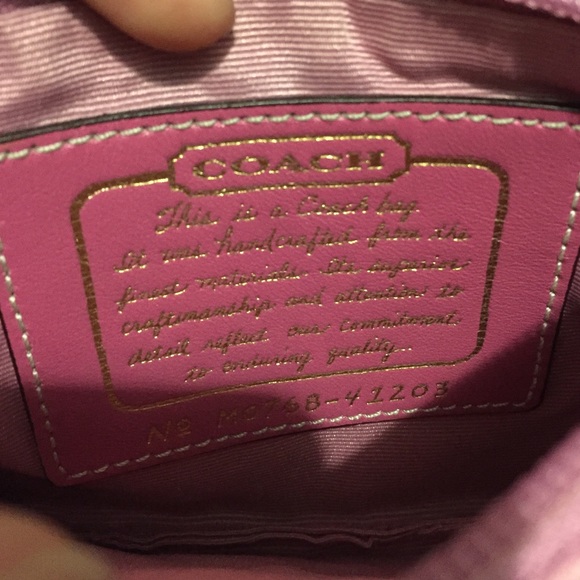 COACH
This is a Coach bag.
It was handcrafted from the
finest materials. Its superior
craftsmanship and attention to
detail reflect our commitment
to enduring quality.
No M0768-41203